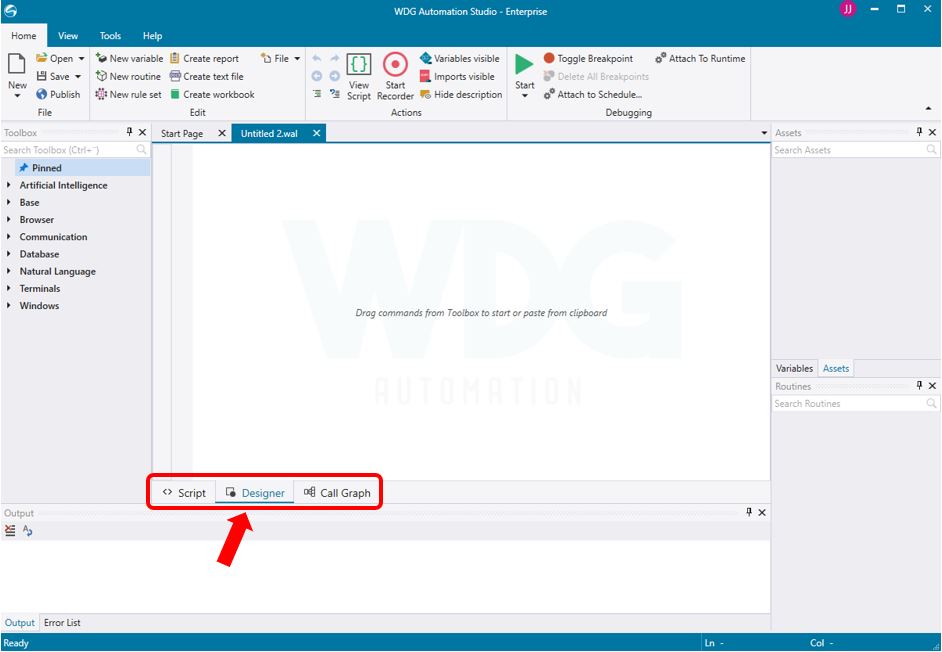 WDG Automation Studio - Enterprise
JJ
Home View Tools Help
New
Open
Save
Publish
File
New variable
New routine
New rule set
Create report
Create text file
Create workbook
File
Edit
View Script
Start Recorder
Variables visible
Imports visible
Hide description
Actions
Start
Toggle Breakpoint
Delete All Breakpoints
Attach to Schedule...
Attach To Runtime
Debugging
Toolbox
Search Toolbox (Ctrl+¨)
Pinned
Artificial Intelligence
Base
Browser
Communication
Database
Natural Language
Terminals
Windows
Start Page
Untitled 2.wal
WDG
AUTOMATION
Drag commands from Toolbox to start or paste from clipboard
Script Designer Call Graph
Assets
Search Assets
Variables Assets
Routines
Search Routines
Output
Output Error List
Ready
Ln -
Col -